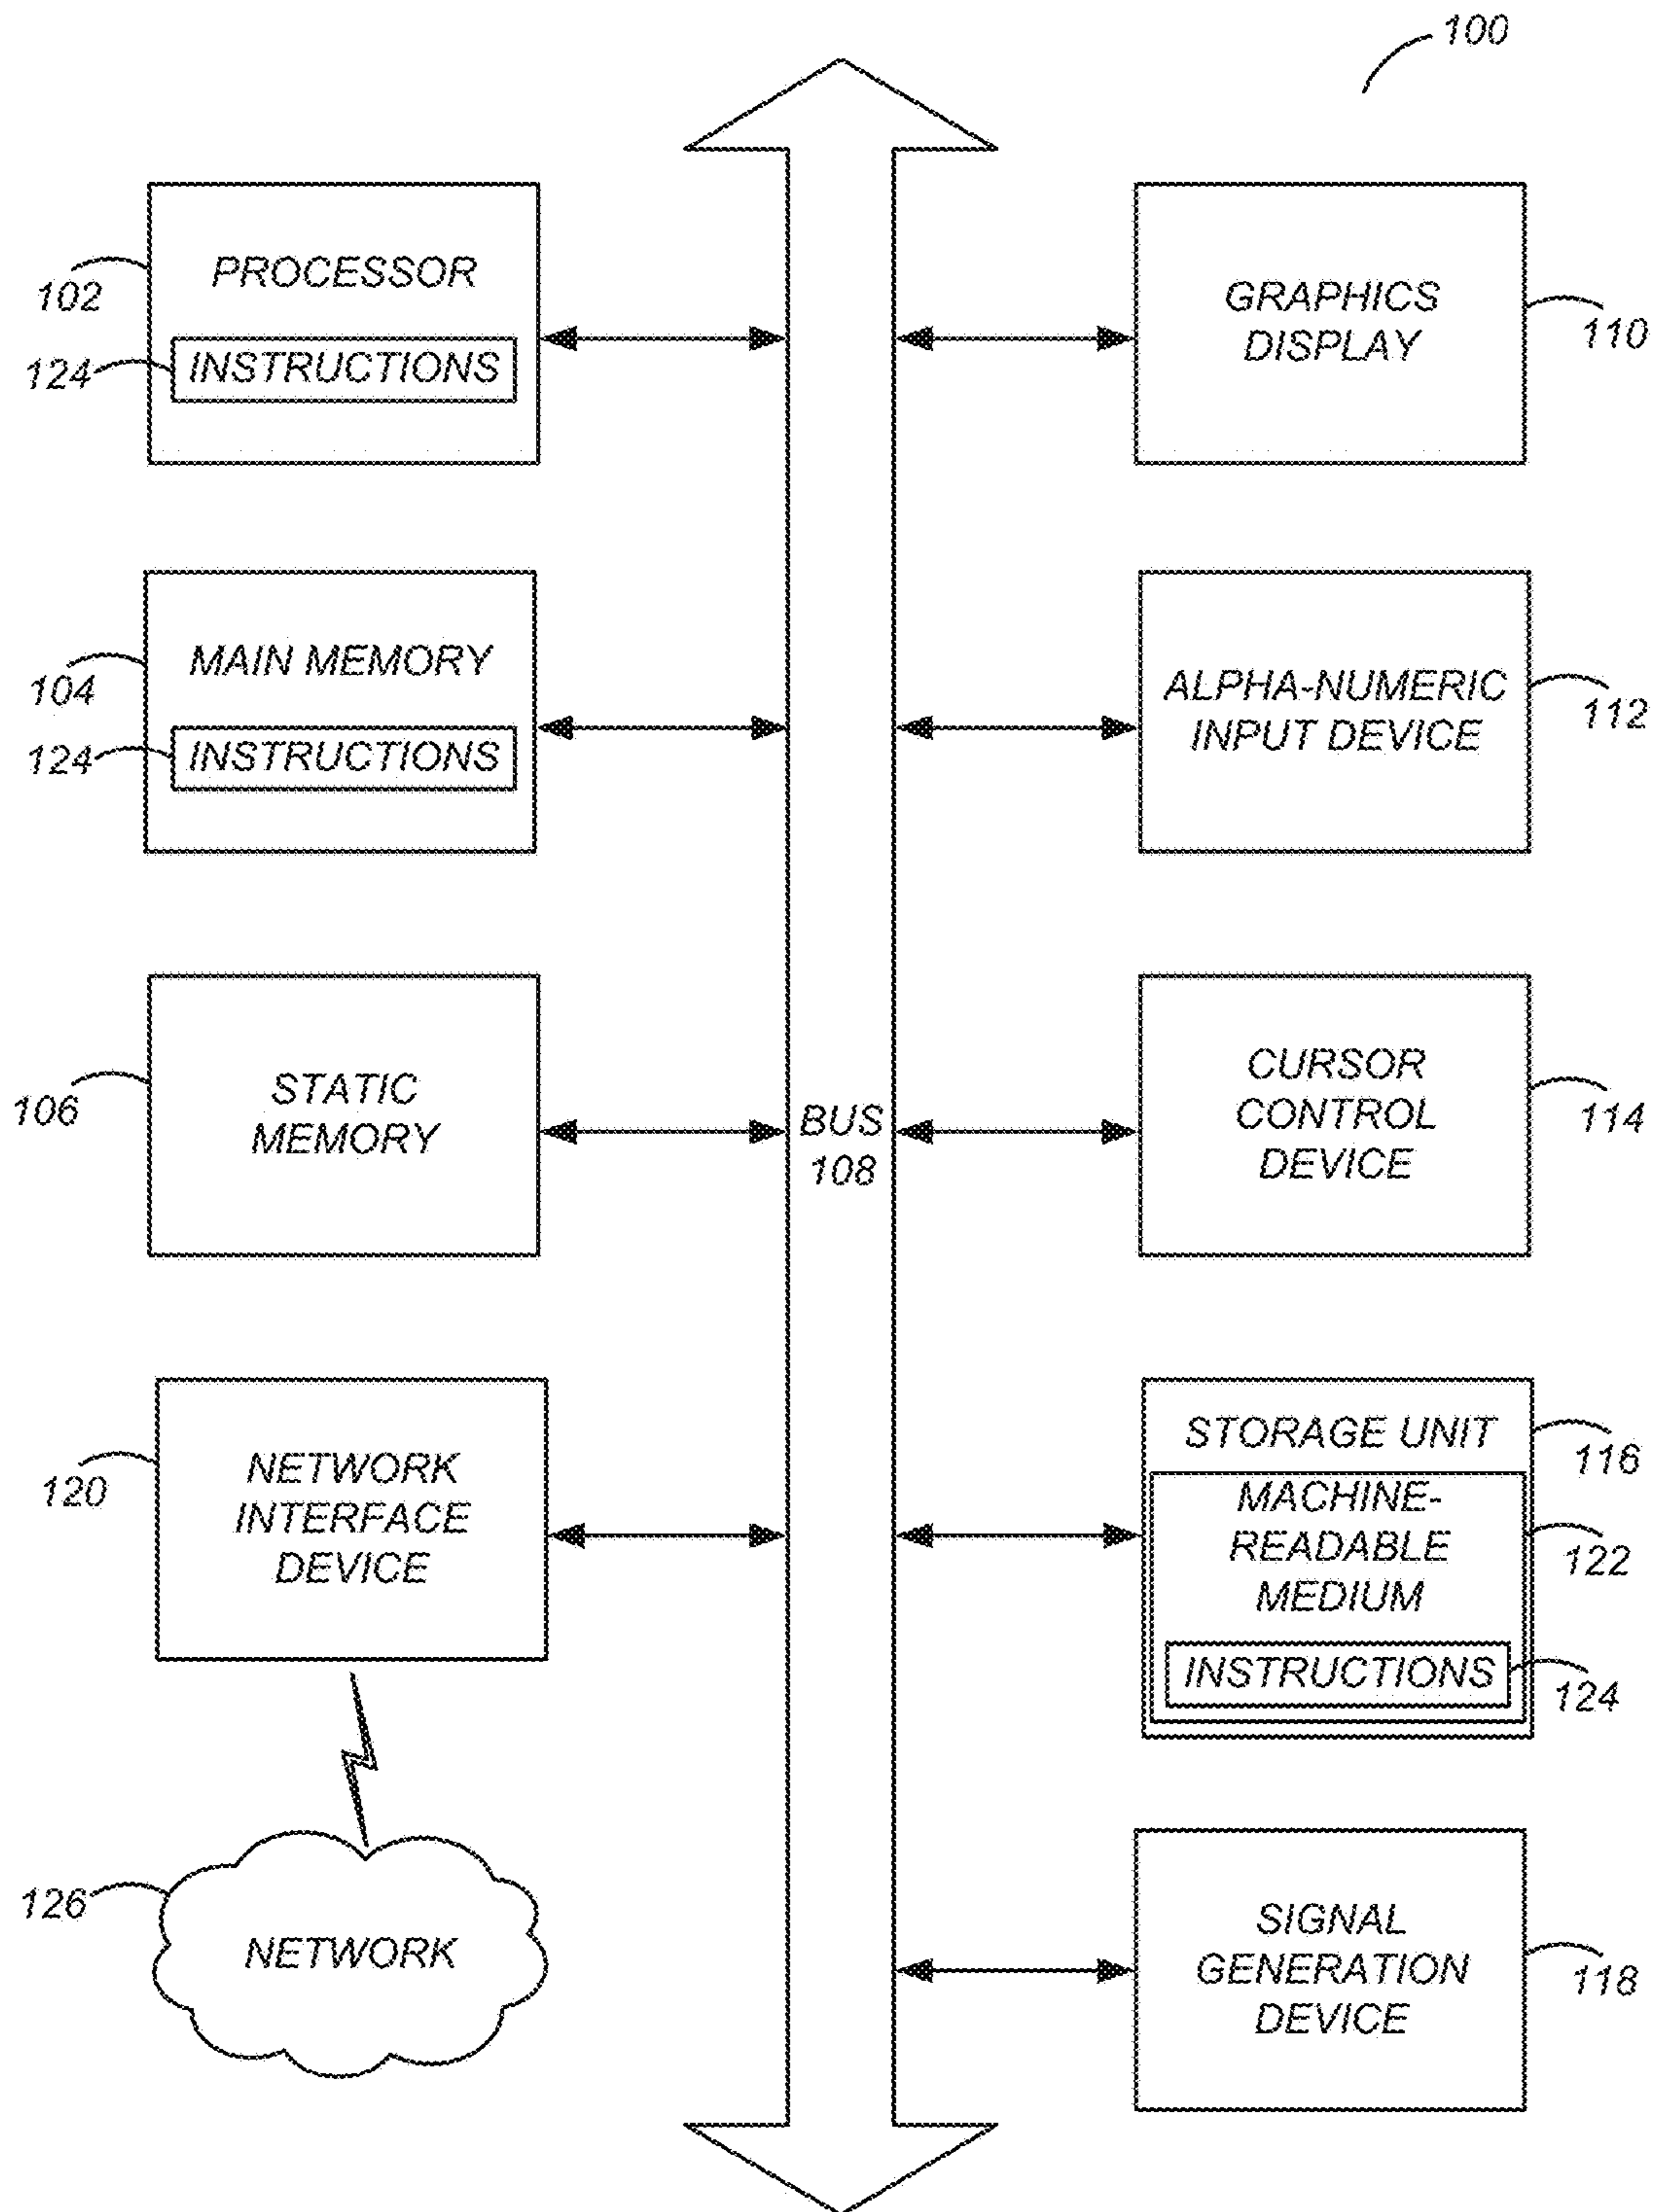 100
PROCESSOR
102
INSTRUCTIONS
124
GRAPHICS
DISPLAY
110
MAIN MEMORY
104
INSTRUCTIONS
124
ALPHA-NUMERIC
INPUT DEVICE
112
STATIC
MEMORY
106
BUS
108
CURSOR
CONTROL
DEVICE
114
NETWORK
INTERFACE
DEVICE
120
STORAGE UNIT
116
MACHINE-
READABLE
MEDIUM
122
INSTRUCTIONS
124
NETWORK
126
SIGNAL
GENERATION
DEVICE
118